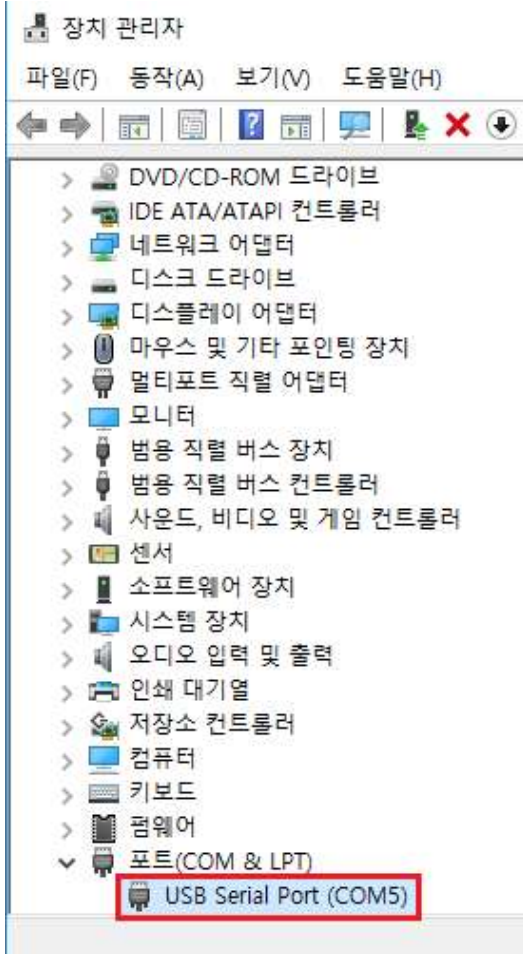 장치 관리자
파일(F) 동작(A) 보기(V) 도움말(H)
DVD/CD-ROM 드라이브
IDE ATA/ATAPI 컨트롤러
네트워크 어댑터
디스크 드라이브
디스플레이 어댑터
마우스 및 기타 포인팅 장치
멀티포트 직렬 어댑터
모니터
범용 직렬 버스 장치
범용 직렬 버스 컨트롤러
사운드, 비디오 및 게임 컨트롤러
센서
소프트웨어 장치
시스템 장치
오디오 입력 및 출력
인쇄 대기열
저장소 컨트롤러
컴퓨터
키보드
펌웨어
포트(COM & LPT)
USB Serial Port (COM5)